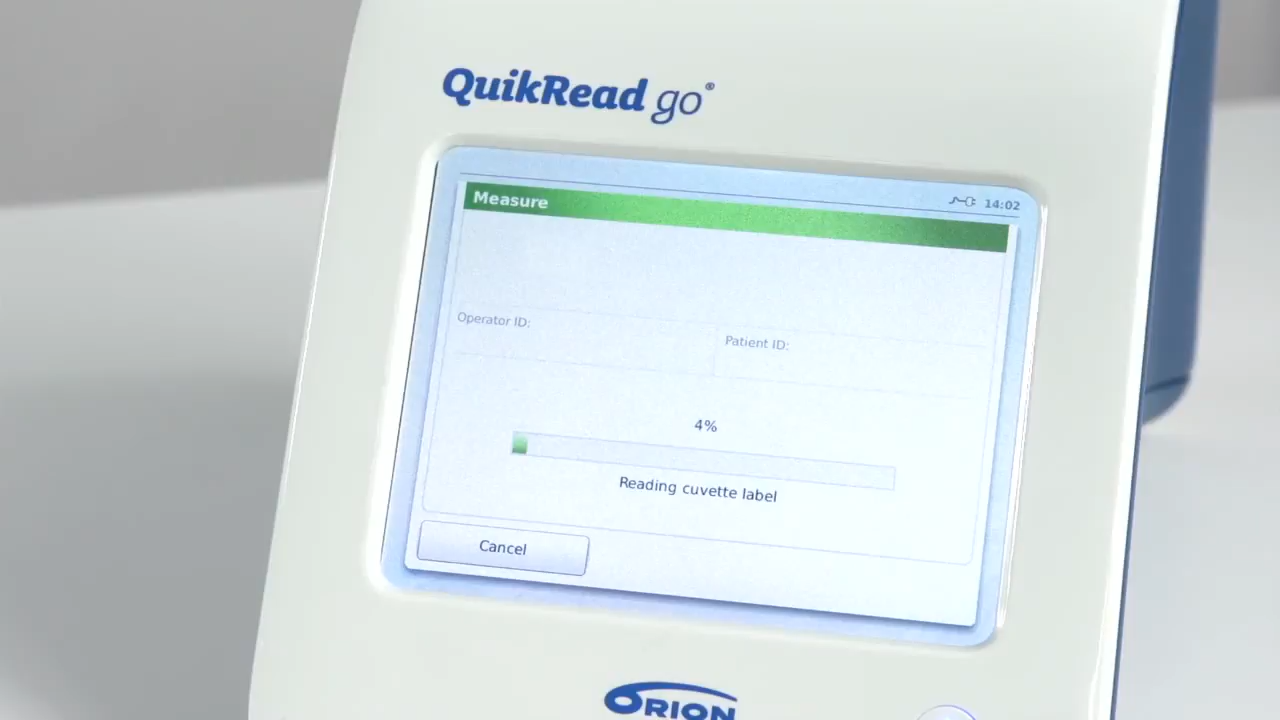 QuikRead go®
Measure
14:02
Operator ID:
Patient ID:
4%
Reading cuvette label
Cancel
ORION